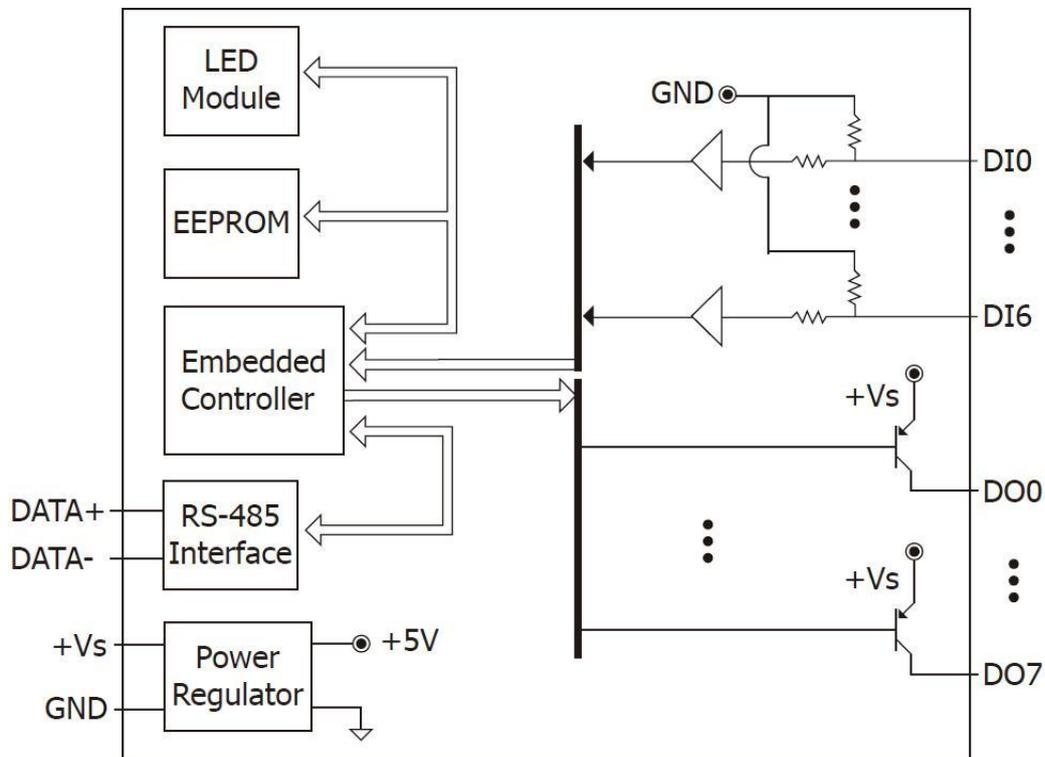 LED
Module
EEPROM
Embedded
Controller
DATA+
DATA-
RS-485
Interface
+Vs
GND
Power
Regulator
+5V
GND
DI0
DI6
+Vs
DO0
+Vs
DO7